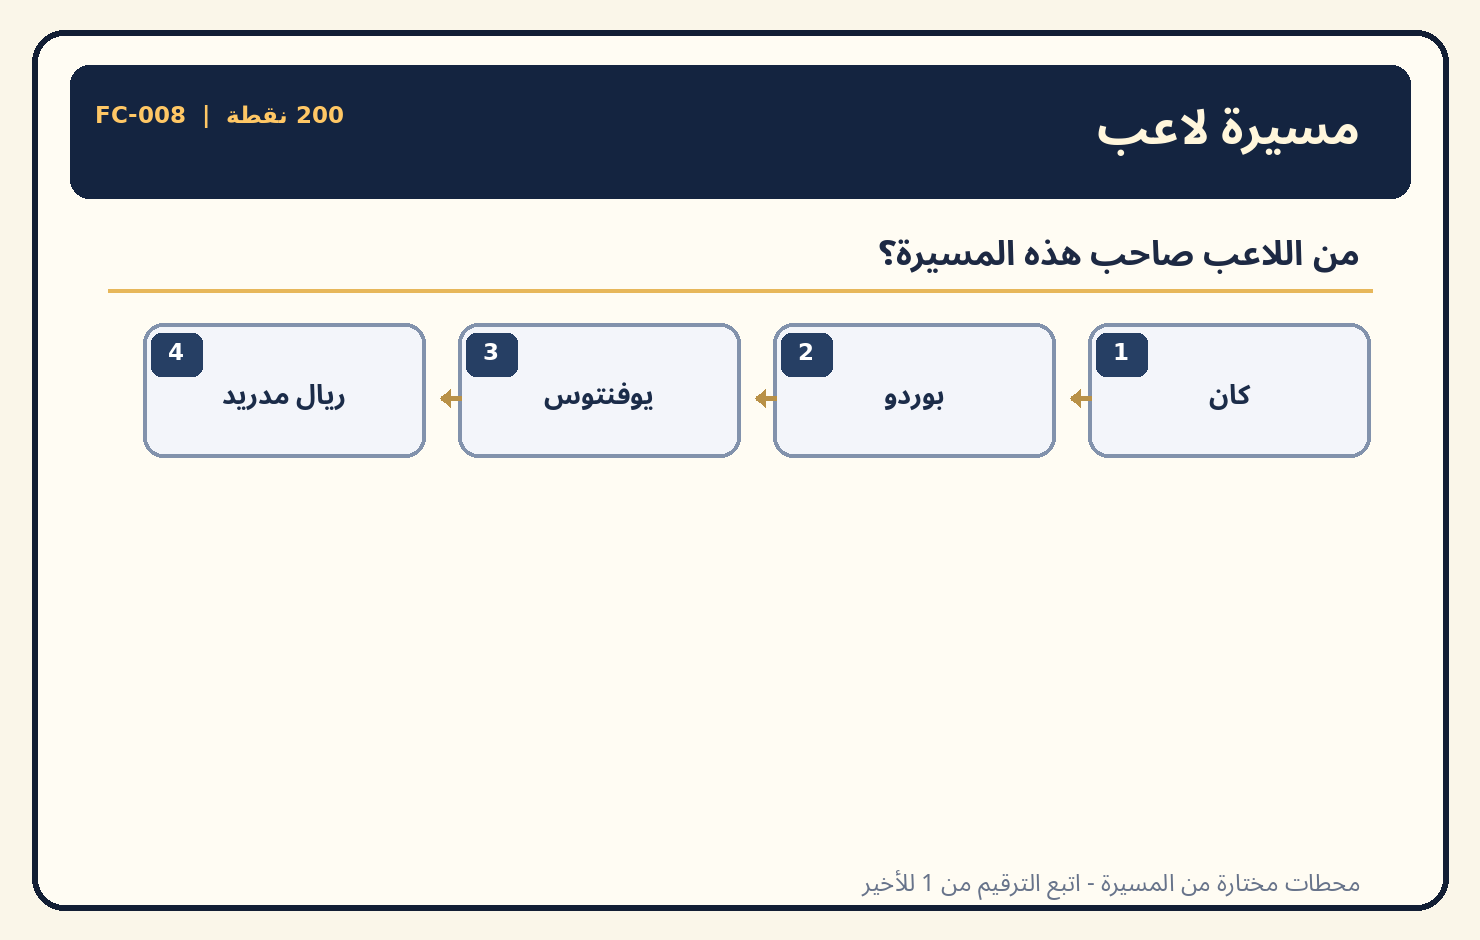 مسيرة لاعب
200 نقطة | FC-008
من اللاعب صاحب هذه المسيرة؟
1
كان
2
بوردو
3
يوفنتوس
4
ريال مدريد
محطات مختارة من المسيرة - اتبع الترقيم من 1 للأخير